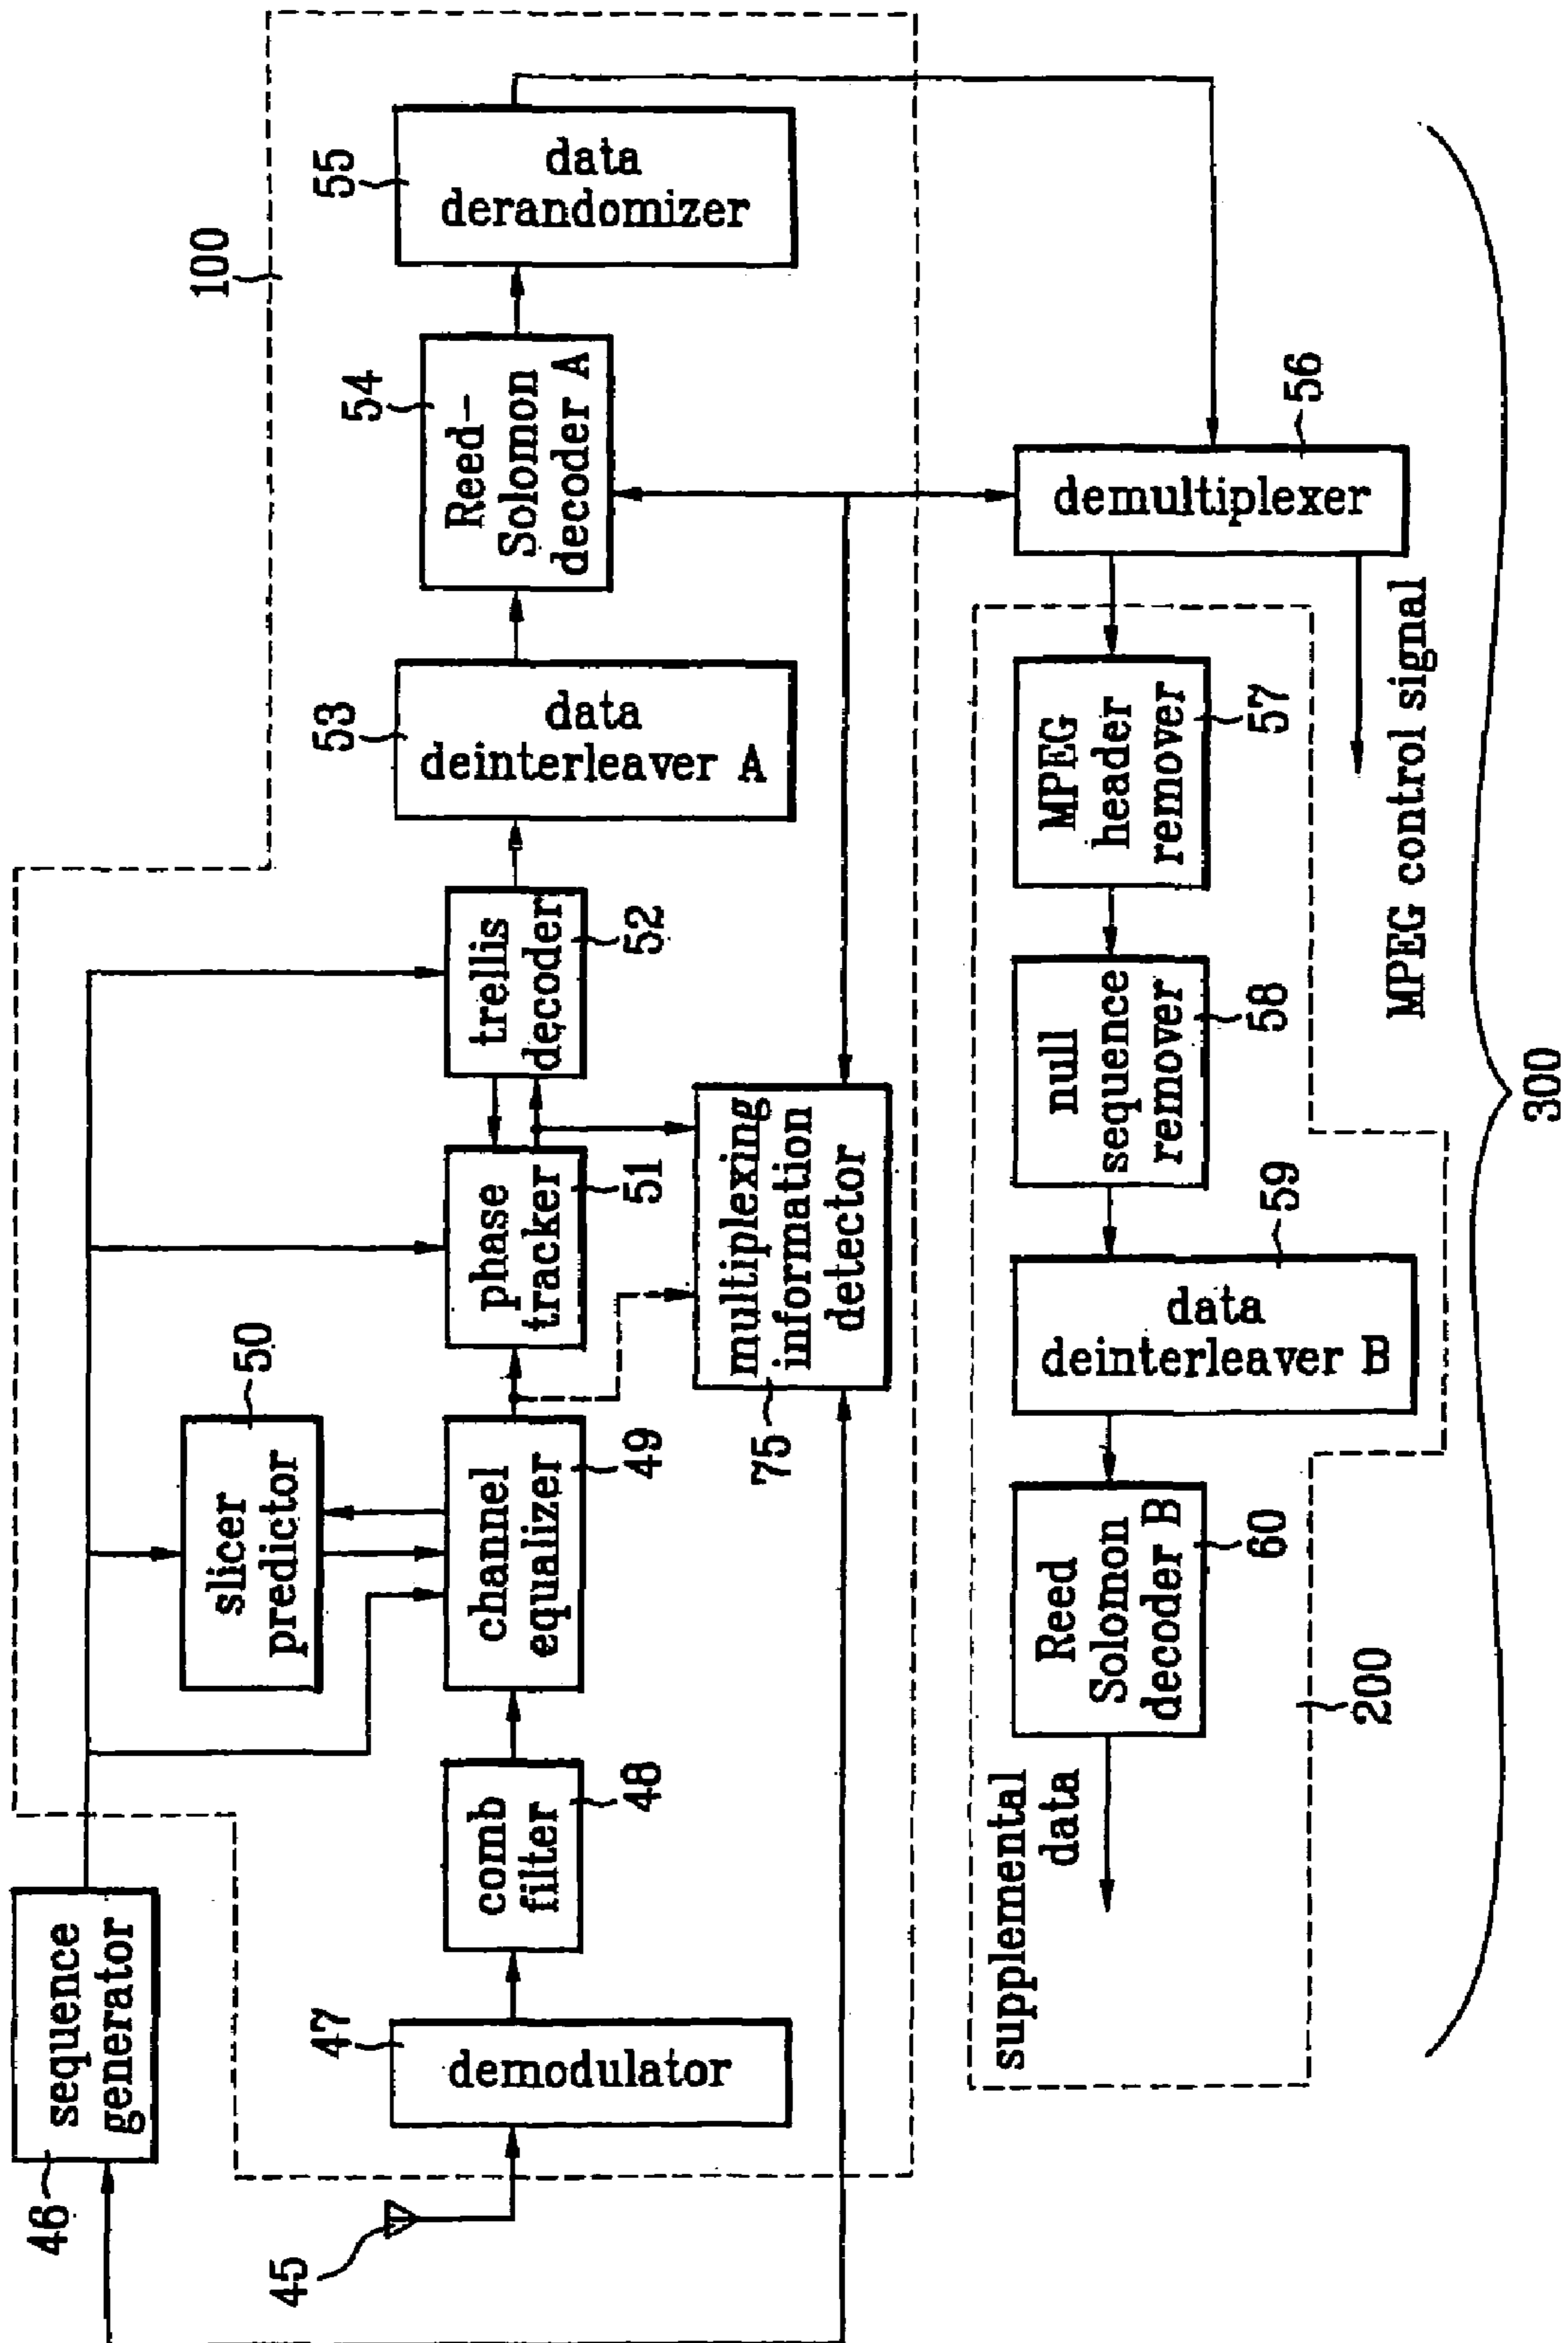 46
sequence
generator
100
50
slicer
predictor
45
47
demodulator
comb
filter
48
channel
equalizer
49
phase
tracker
51
trellis
decoder
52
53
data
deinterleaver A
54
Reed-
Solomon
decoder A
55
data
derandomizer
75
multiplexing
information
detector
supplemental
data
Reed
Solomon
decoder B
60
data
deinterleaver B
59
null
sequence
remover
58
MPEG
header
remover
57
demultiplexer
56
200
MPEG control signal
300